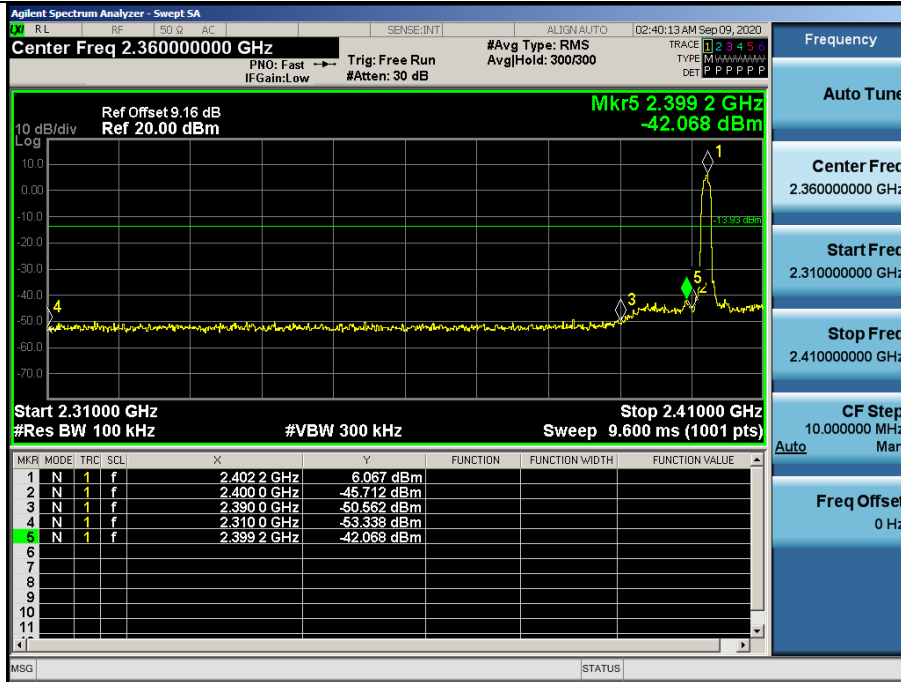 Agilent Spectrum Analyzer - Swept SA
LXI RL RF 50 Ω AC SENSE:INT ALIGN AUTO 02:40:13 AM Sep 09, 2020
Center Freq 2.360000000 GHz
PNO: Fast
IFGain:Low
Trig: Free Run
#Atten: 30 dB
#Avg Type: RMS
Avg|Hold: 300/300
TRACE 1 2 3 4 5 6
TYPE M
DET P P P P P P
Ref Offset 9.16 dB
Ref 20.00 dBm
10 dB/div
Log
Mkr5 2.399 2 GHz
-42.068 dBm
10.0
0.00
-10.0
-20.0
-30.0
-40.0
-50.0
-60.0
-70.0
-13.93 dBm
1
5
2
3
4
Start 2.31000 GHz Stop 2.41000 GHz
#Res BW 100 kHz #VBW 300 kHz Sweep 9.600 ms (1001 pts)
MKR MODE TRC SCL X Y FUNCTION FUNCTION WIDTH FUNCTION VALUE
1 N 1 f 2.402 2 GHz 6.067 dBm
2 N 1 f 2.400 0 GHz -45.712 dBm
3 N 1 f 2.390 0 GHz -50.562 dBm
4 N 1 f 2.310 0 GHz -53.338 dBm
5 N 1 f 2.399 2 GHz -42.068 dBm
6
7
8
9
10
11
MSG STATUS
Frequency
Auto Tune
Center Freq
2.360000000 GHz
Start Freq
2.310000000 GHz
Stop Freq
2.410000000 GHz
CF Step
10.000000 MHz
Auto Man
Freq Offset
0 Hz